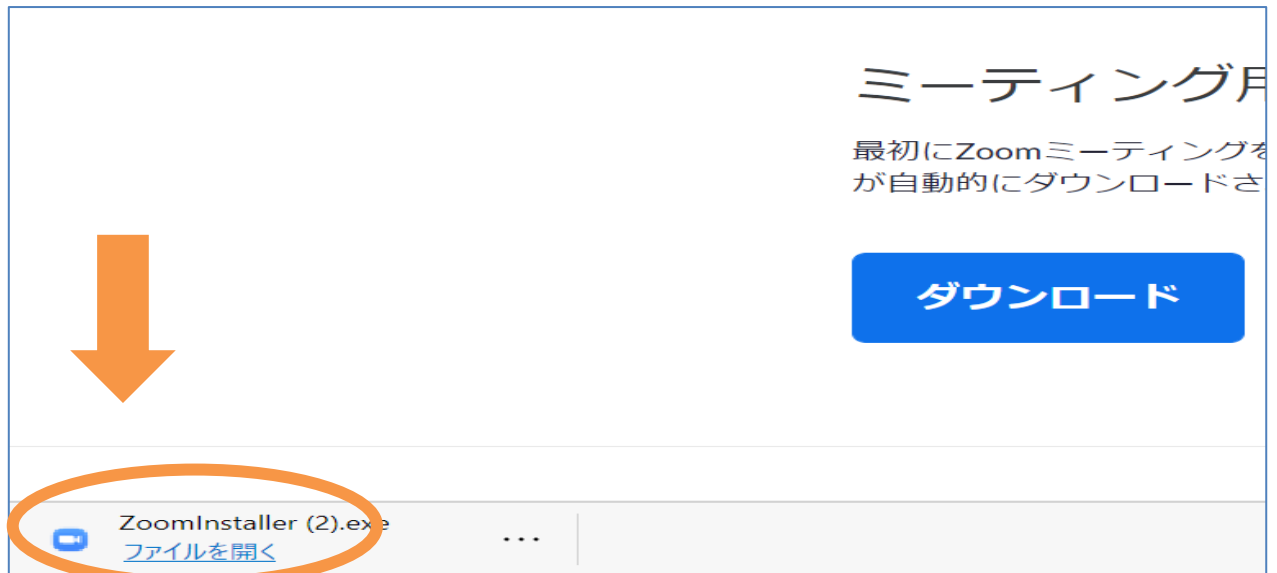 ミーティング用
最初にZoomミーティングを
が自動的にダウンロードさ
ダウンロード
ZoomInstaller (2).exe
ファイルを開く
...